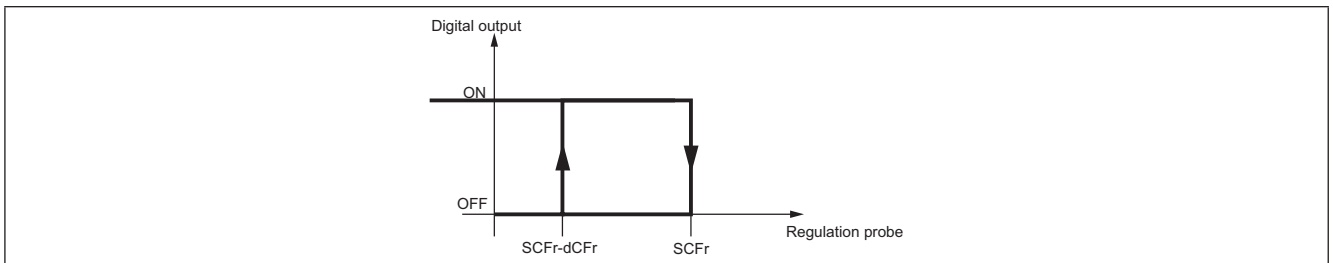 Digital output
ON
OFF
Regulation probe
SCFr-dCFr
SCFr